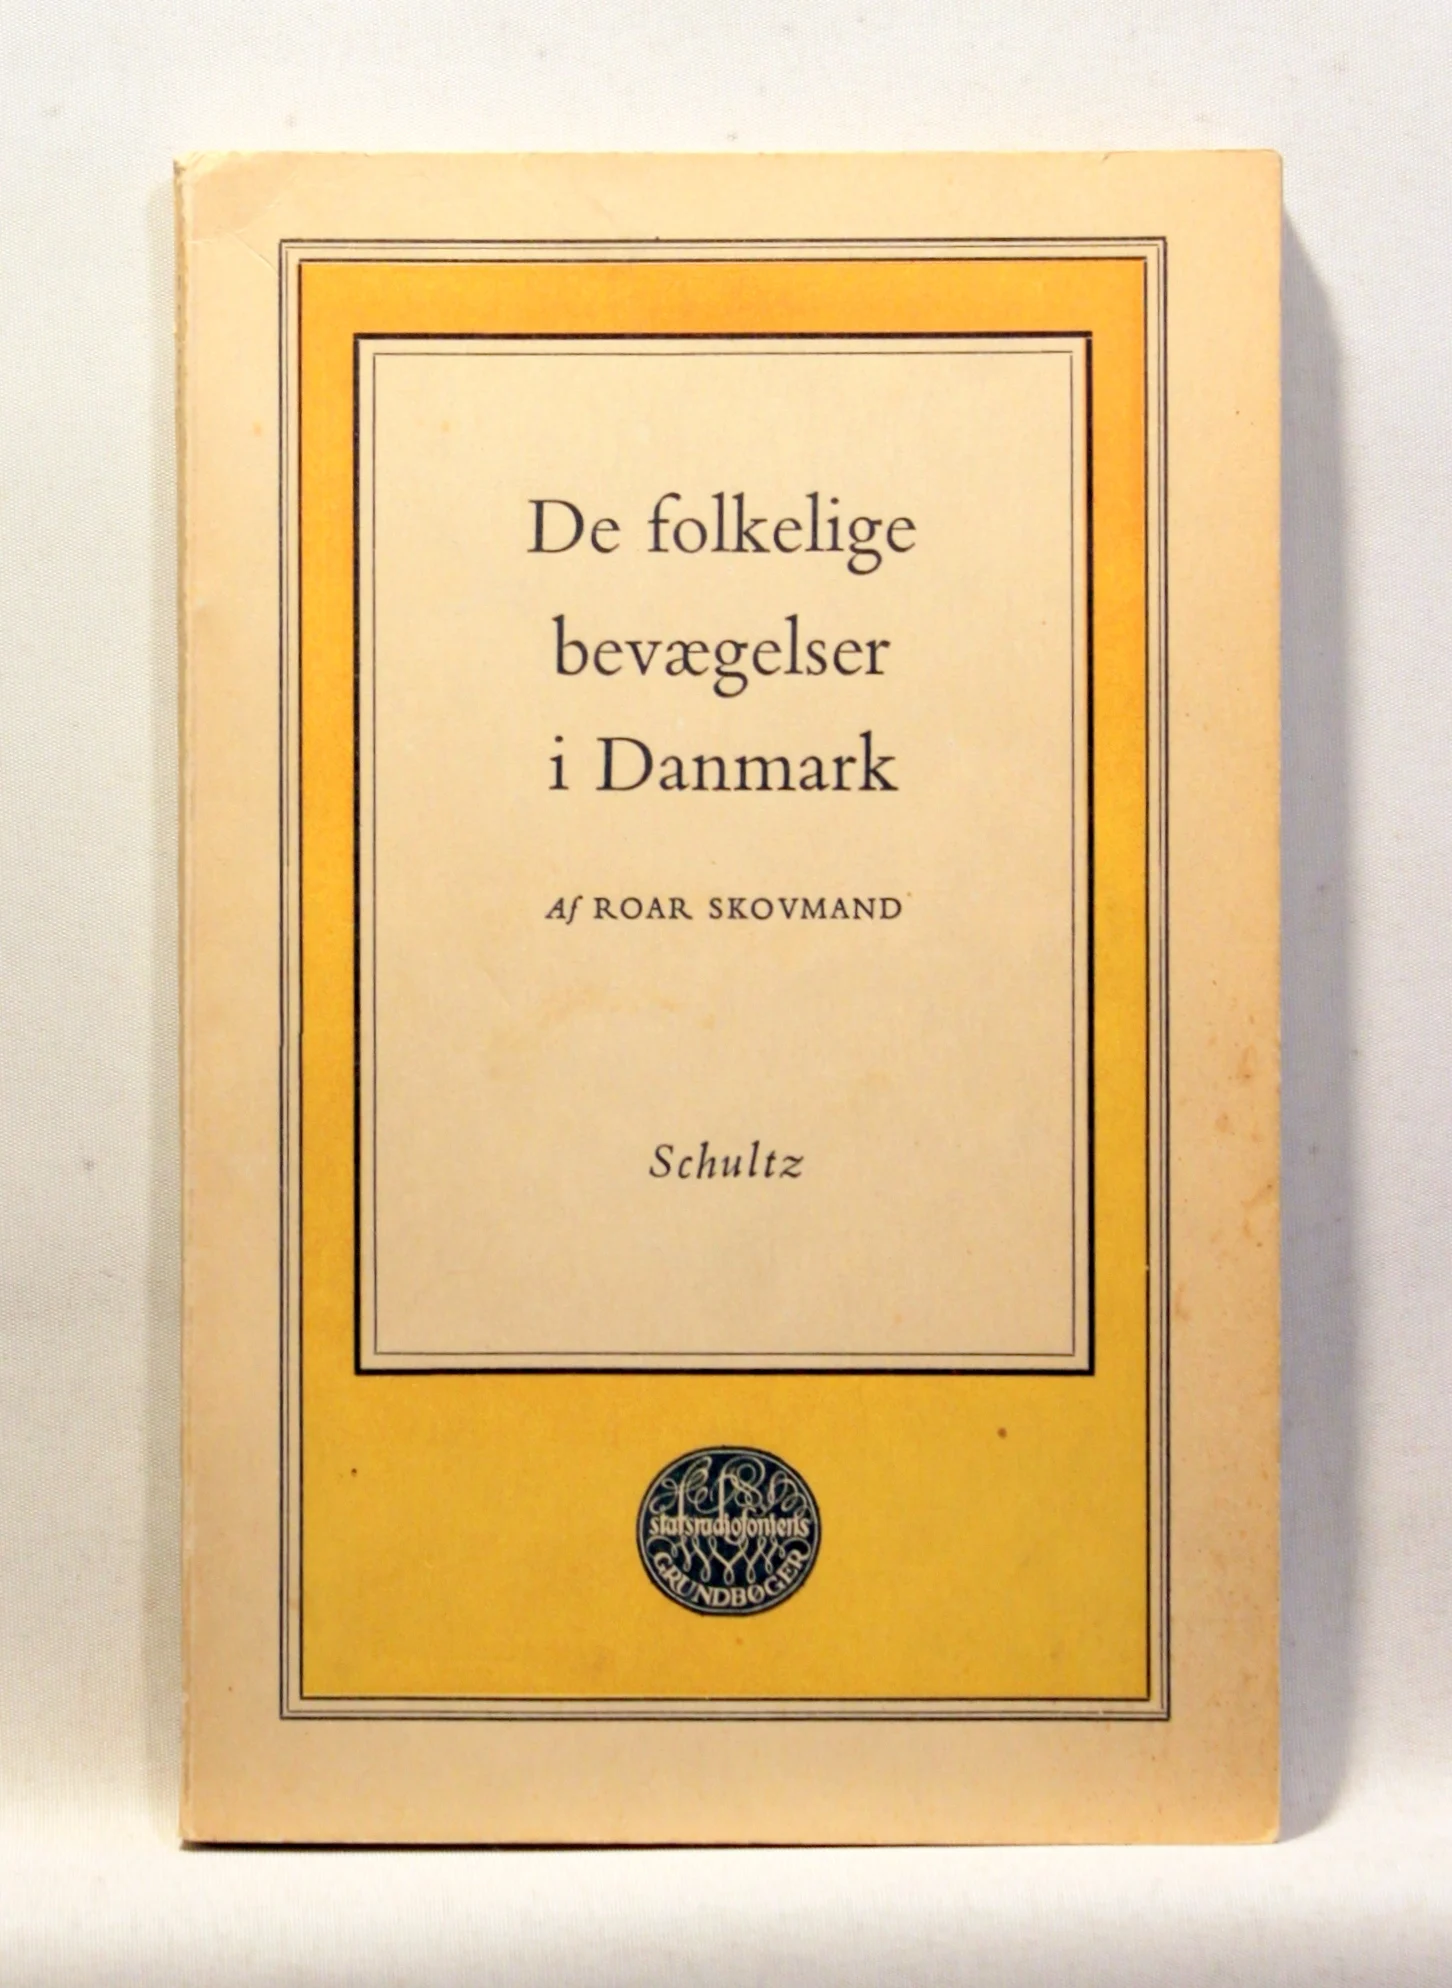 De folkelige
bevægelser
i Danmark
Af ROAR SKOVMAND
Schultz
statsradiofoniens
GRUNDBØGER